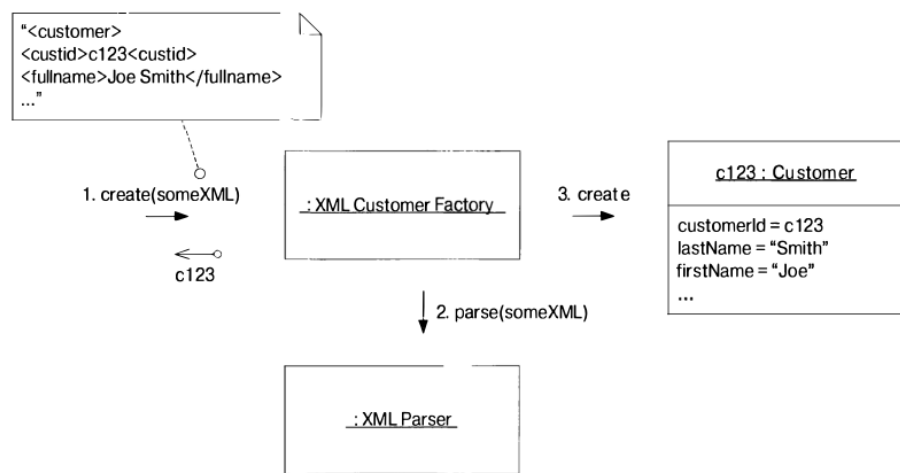 “<customer>
<custid>c123<custid>
<fullname>Joe Smith</fullname>
...”
1. create(someXML)
c123
: XML Customer Factory
3. create
c123 : Customer
customerId = c123
lastName = “Smith”
firstName = “Joe”
...
2. parse(someXML)
: XML Parser